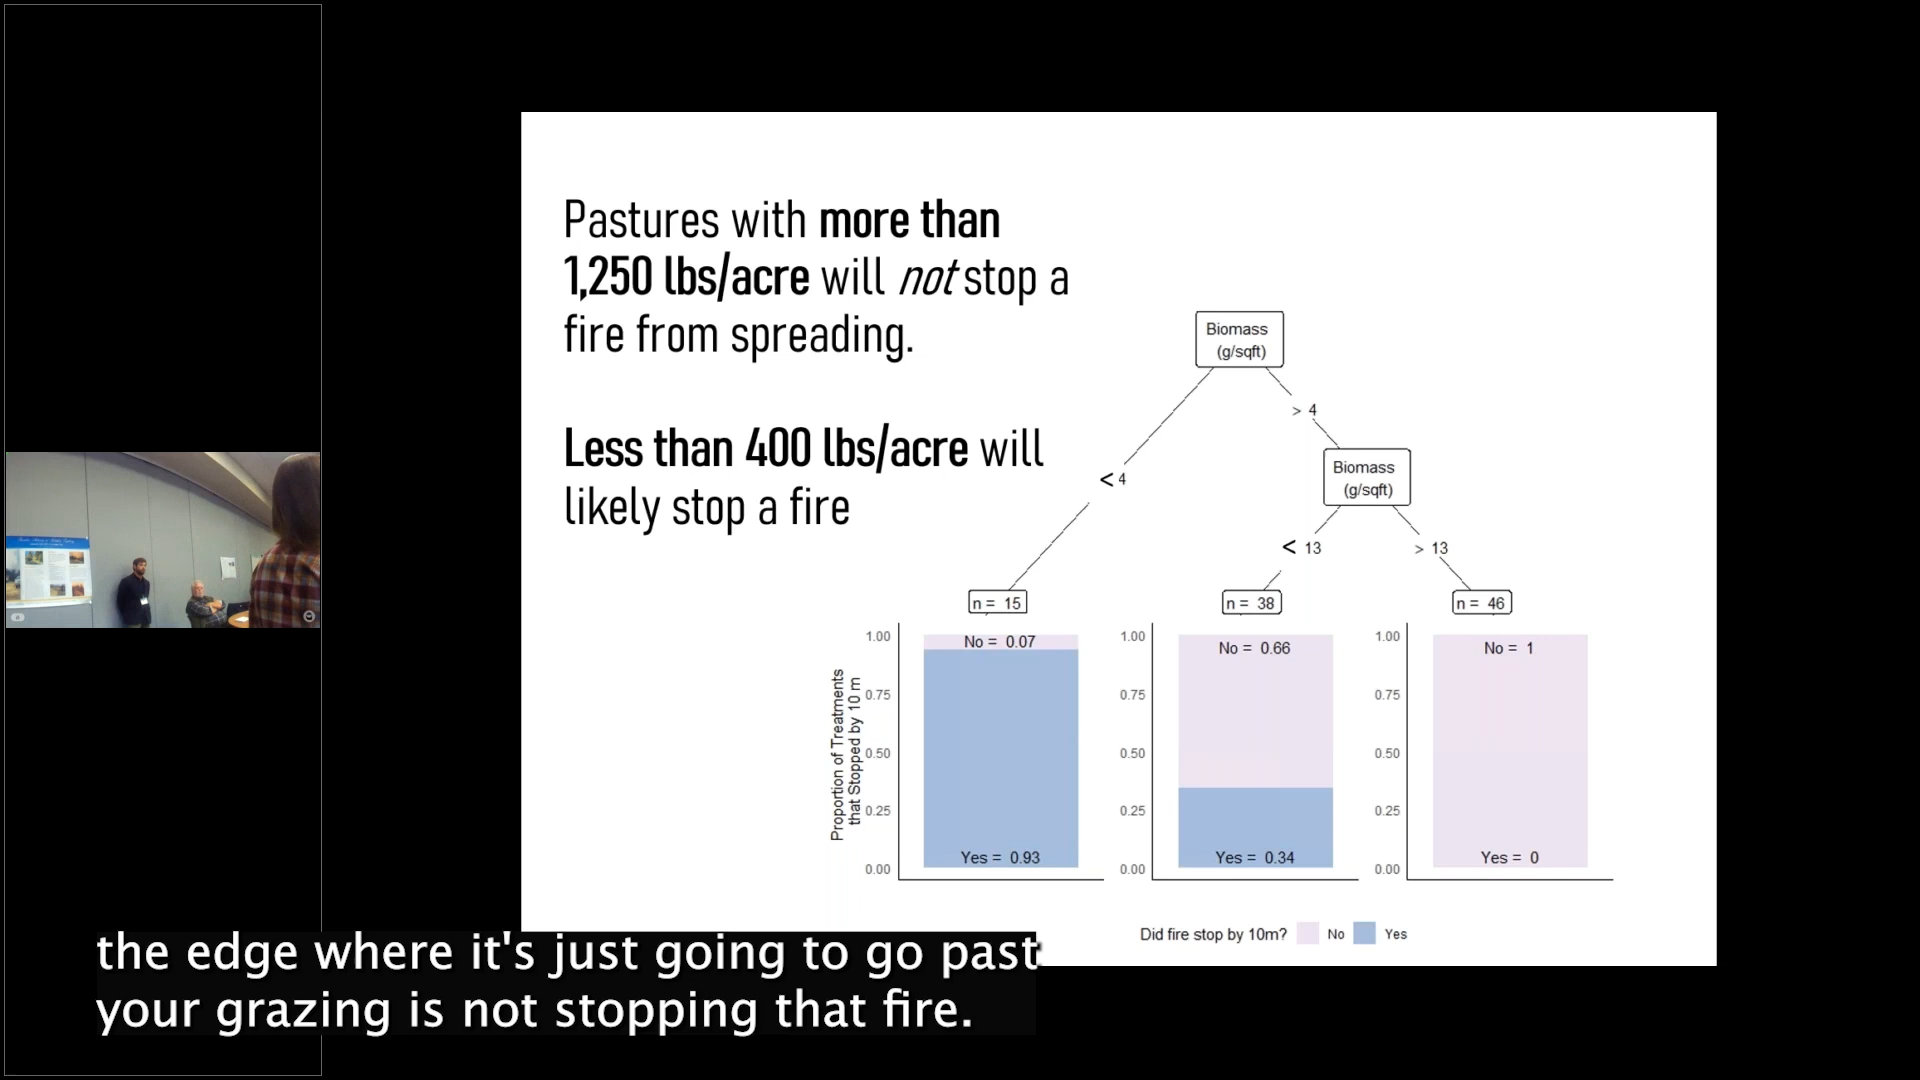 Pastures with more than
1,250 lbs/acre will not stop a
fire from spreading.
Less than 400 lbs/acre will
likely stop a fire
Biomass
(g/sqft)
> 4
< 4
Biomass
(g/sqft)
< 13
> 13
n = 15
n = 38
n = 46
Proportion of Treatments
that Stopped by 10 m
1.00
0.75
0.50
0.25
0.00
No = 0.07
Yes = 0.93
1.00
0.75
0.50
0.25
0.00
No = 0.66
Yes = 0.34
1.00
0.75
0.50
0.25
0.00
No = 1
Yes = 0
Did fire stop by 10m? No Yes
the edge where it's just going to go past
your grazing is not stopping that fire.